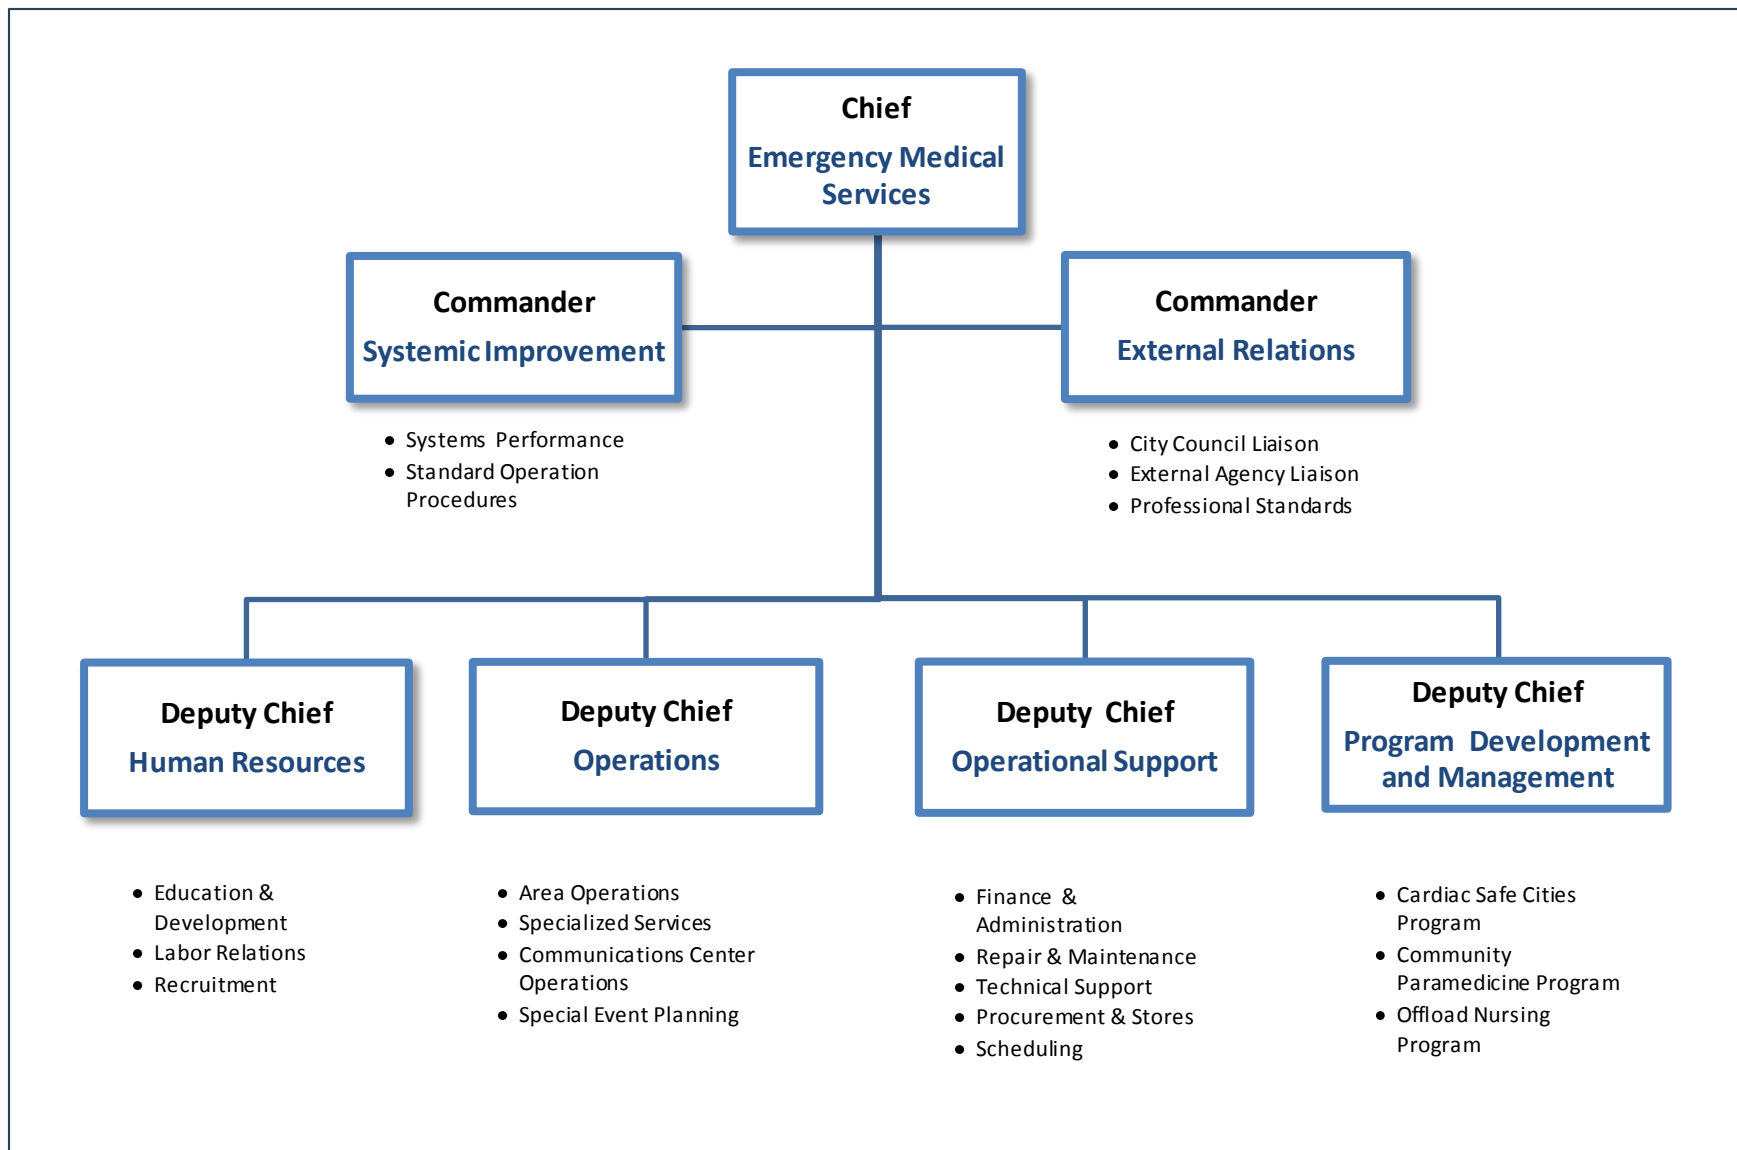 Chief
Emergency Medical
Services
Commander
Systemic Improvement
• Systems Performance
• Standard Operation
Procedures
Commander
External Relations
• City Council Liaison
• External Agency Liaison
• Professional Standards
Deputy Chief
Human Resources
• Education &
Development
• Labor Relations
• Recruitment
Deputy Chief
Operations
• Area Operations
• Specialized Services
• Communications Center
Operations
• Special Event Planning
Deputy Chief
Operational Support
• Finance &
Administration
• Repair & Maintenance
• Technical Support
• Procurement & Stores
• Scheduling
Deputy Chief
Program Development
and Management
• Cardiac Safe Cities
Program
• Community
Paramedicine Program
• Offload Nursing
Program